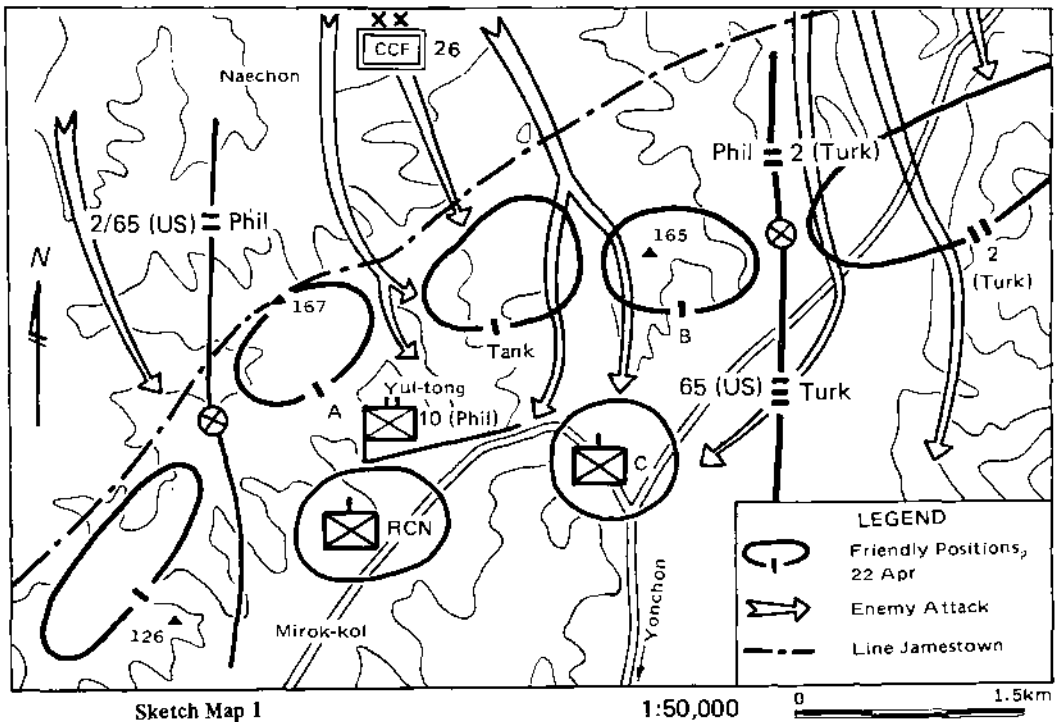 CCF 26
Naechon
Phil 2 (Turk)
2/65 (US) Phil
165
N
2
(Turk)
167
B
Tank
65 (US) Turk
Yul-tong
A
10 (Phil)
C
RCN
LEGEND
Friendly Positions,
22 Apr
Enemy Attack
Line Jamestown
Yonchon
126
Mirok-kol
Sketch Map 1
1:50,000
0 1.5km